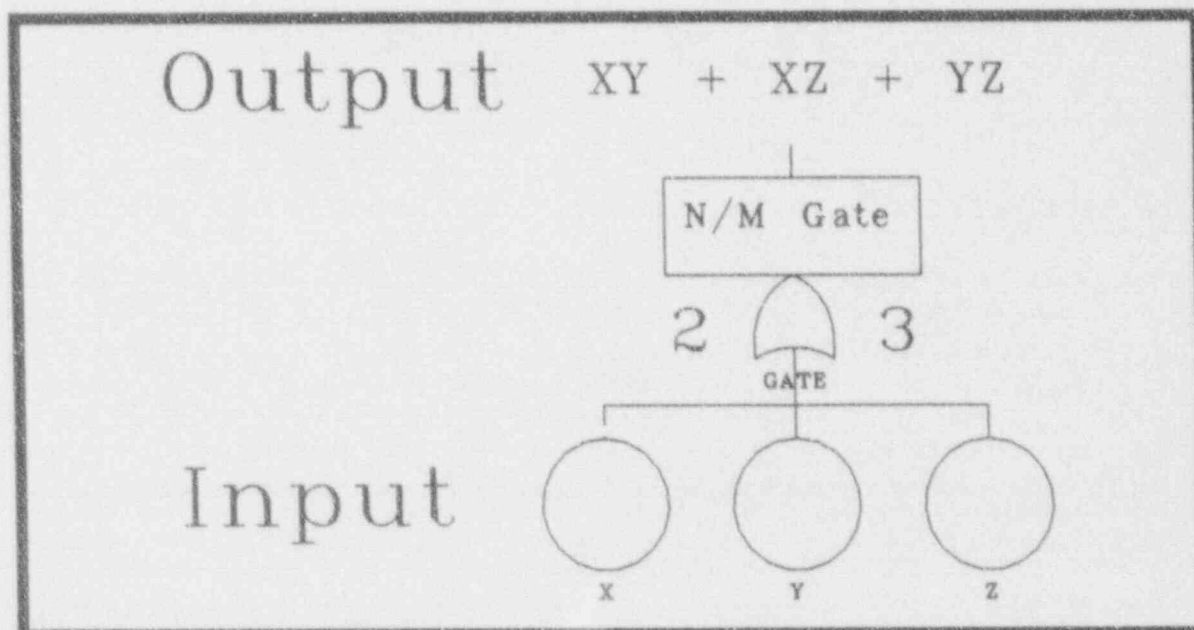 Output XY + XZ + YZ
N/M Gate
2 3
GATE
Input
X Y Z